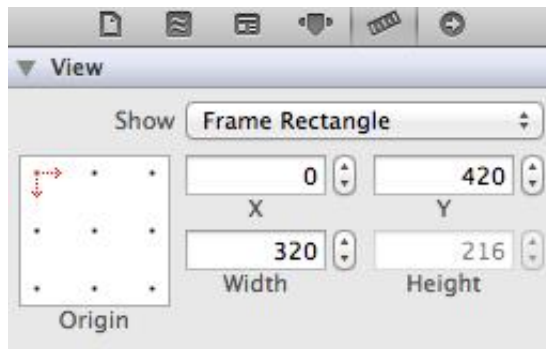 View
Show Frame Rectangle
0 420
X Y
320 216
Width Height
Origin